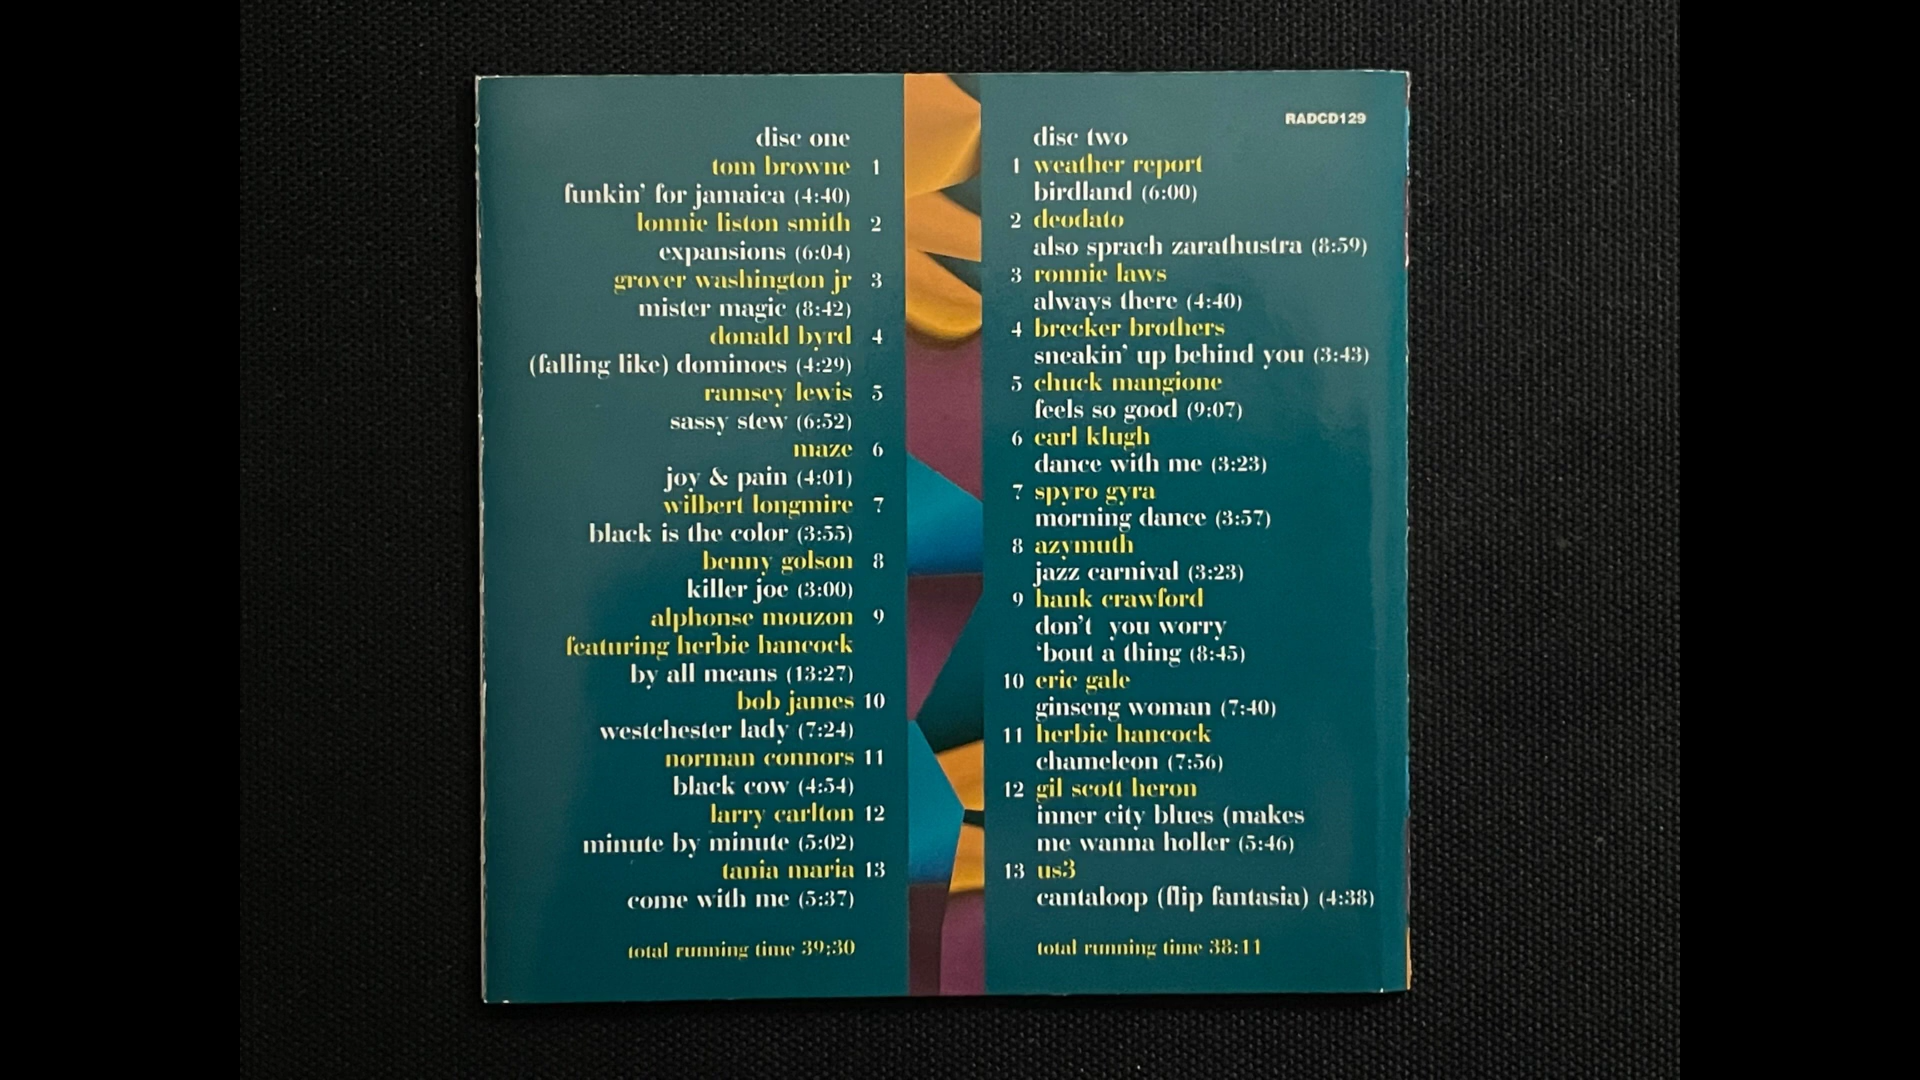 disc one
tom browne 1
funkin' for jamaica (4:40)
lonnie liston smith 2
expansions (6:04)
grover washington jr 3
mister magic (8:42)
donald byrd 4
(falling like) dominoes (4:29)
ramsey lewis 5
sassy stew (6:52)
maze 6
joy & pain (4:01)
wilbert longmire 7
black is the color (3:55)
benny golson 8
killer joe (3:00)
alphonse mouzon 9
featuring herbie hancock
by all means (13:27)
bob james 10
westchester lady (7:24)
norman connors 11
black cow (4:54)
larry carlton 12
minute by minute (5:02)
tania maria 13
come with me (5:37)
total running time 39:30
RADCD129
disc two
1 weather report
birdland (6:00)
2 deodato
also sprach zarathustra (8:59)
3 ronnie laws
always there (4:40)
4 brecker brothers
sneakin' up behind you (3:43)
5 chuck mangione
feels so good (9:07)
6 earl klugh
dance with me (3:23)
7 spyro gyra
morning dance (3:57)
8 azymuth
jazz carnival (3:23)
9 hank crawford
don't you worry
'bout a thing (8:45)
10 eric gale
ginseng woman (7:40)
11 herbie hancock
chameleon (7:56)
12 gil scott heron
inner city blues (makes
me wanna holler (5:46)
13 us3
cantaloop (flip fantasia) (4:38)
total running time 38:11